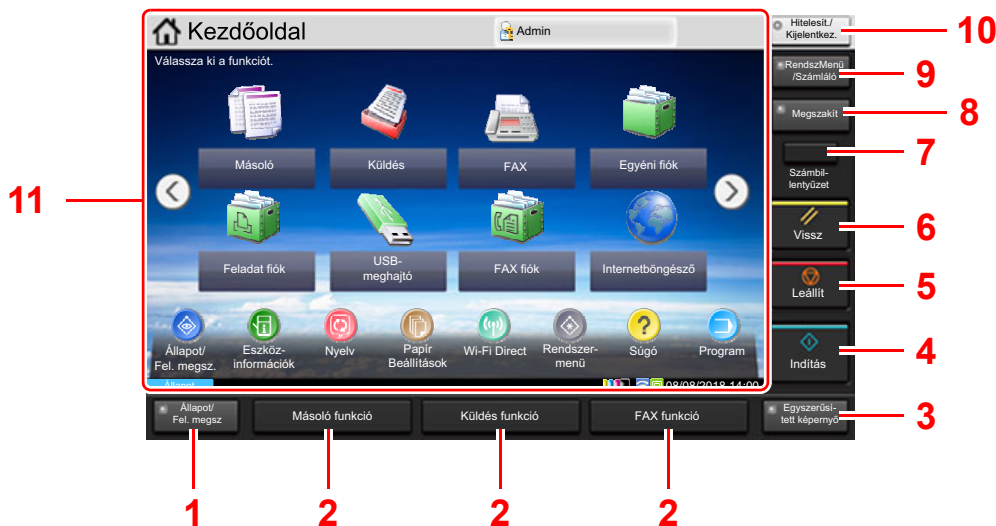 Kezdőoldal
Admin
Válassza ki a funkciót.
Másoló
Küldés
FAX
Egyéni fiók
Feladat fiók
USB-
meghajtó
FAX fiók
Internetböngésző
Állapot/
Fel. megsz.
Eszköz-
információk
Nyelv
Papír
Beállítások
Wi-Fi Direct
Rendszer-
menü
Súgó
Program
Állapot
08/08/2018 14:00
Hitelesít./
Kijelentkez.
10
RendszMenü
/Számláló
9
Megszakít
8
7
Számbil-
lentyűzet
Vissz
6
Leállít
5
Indítás
4
11
Állapot/
Fel. megsz
Másoló funkció
Küldés funkció
FAX funkció
Egyszerűsí-
tett képernyő
3
1
2
2
2